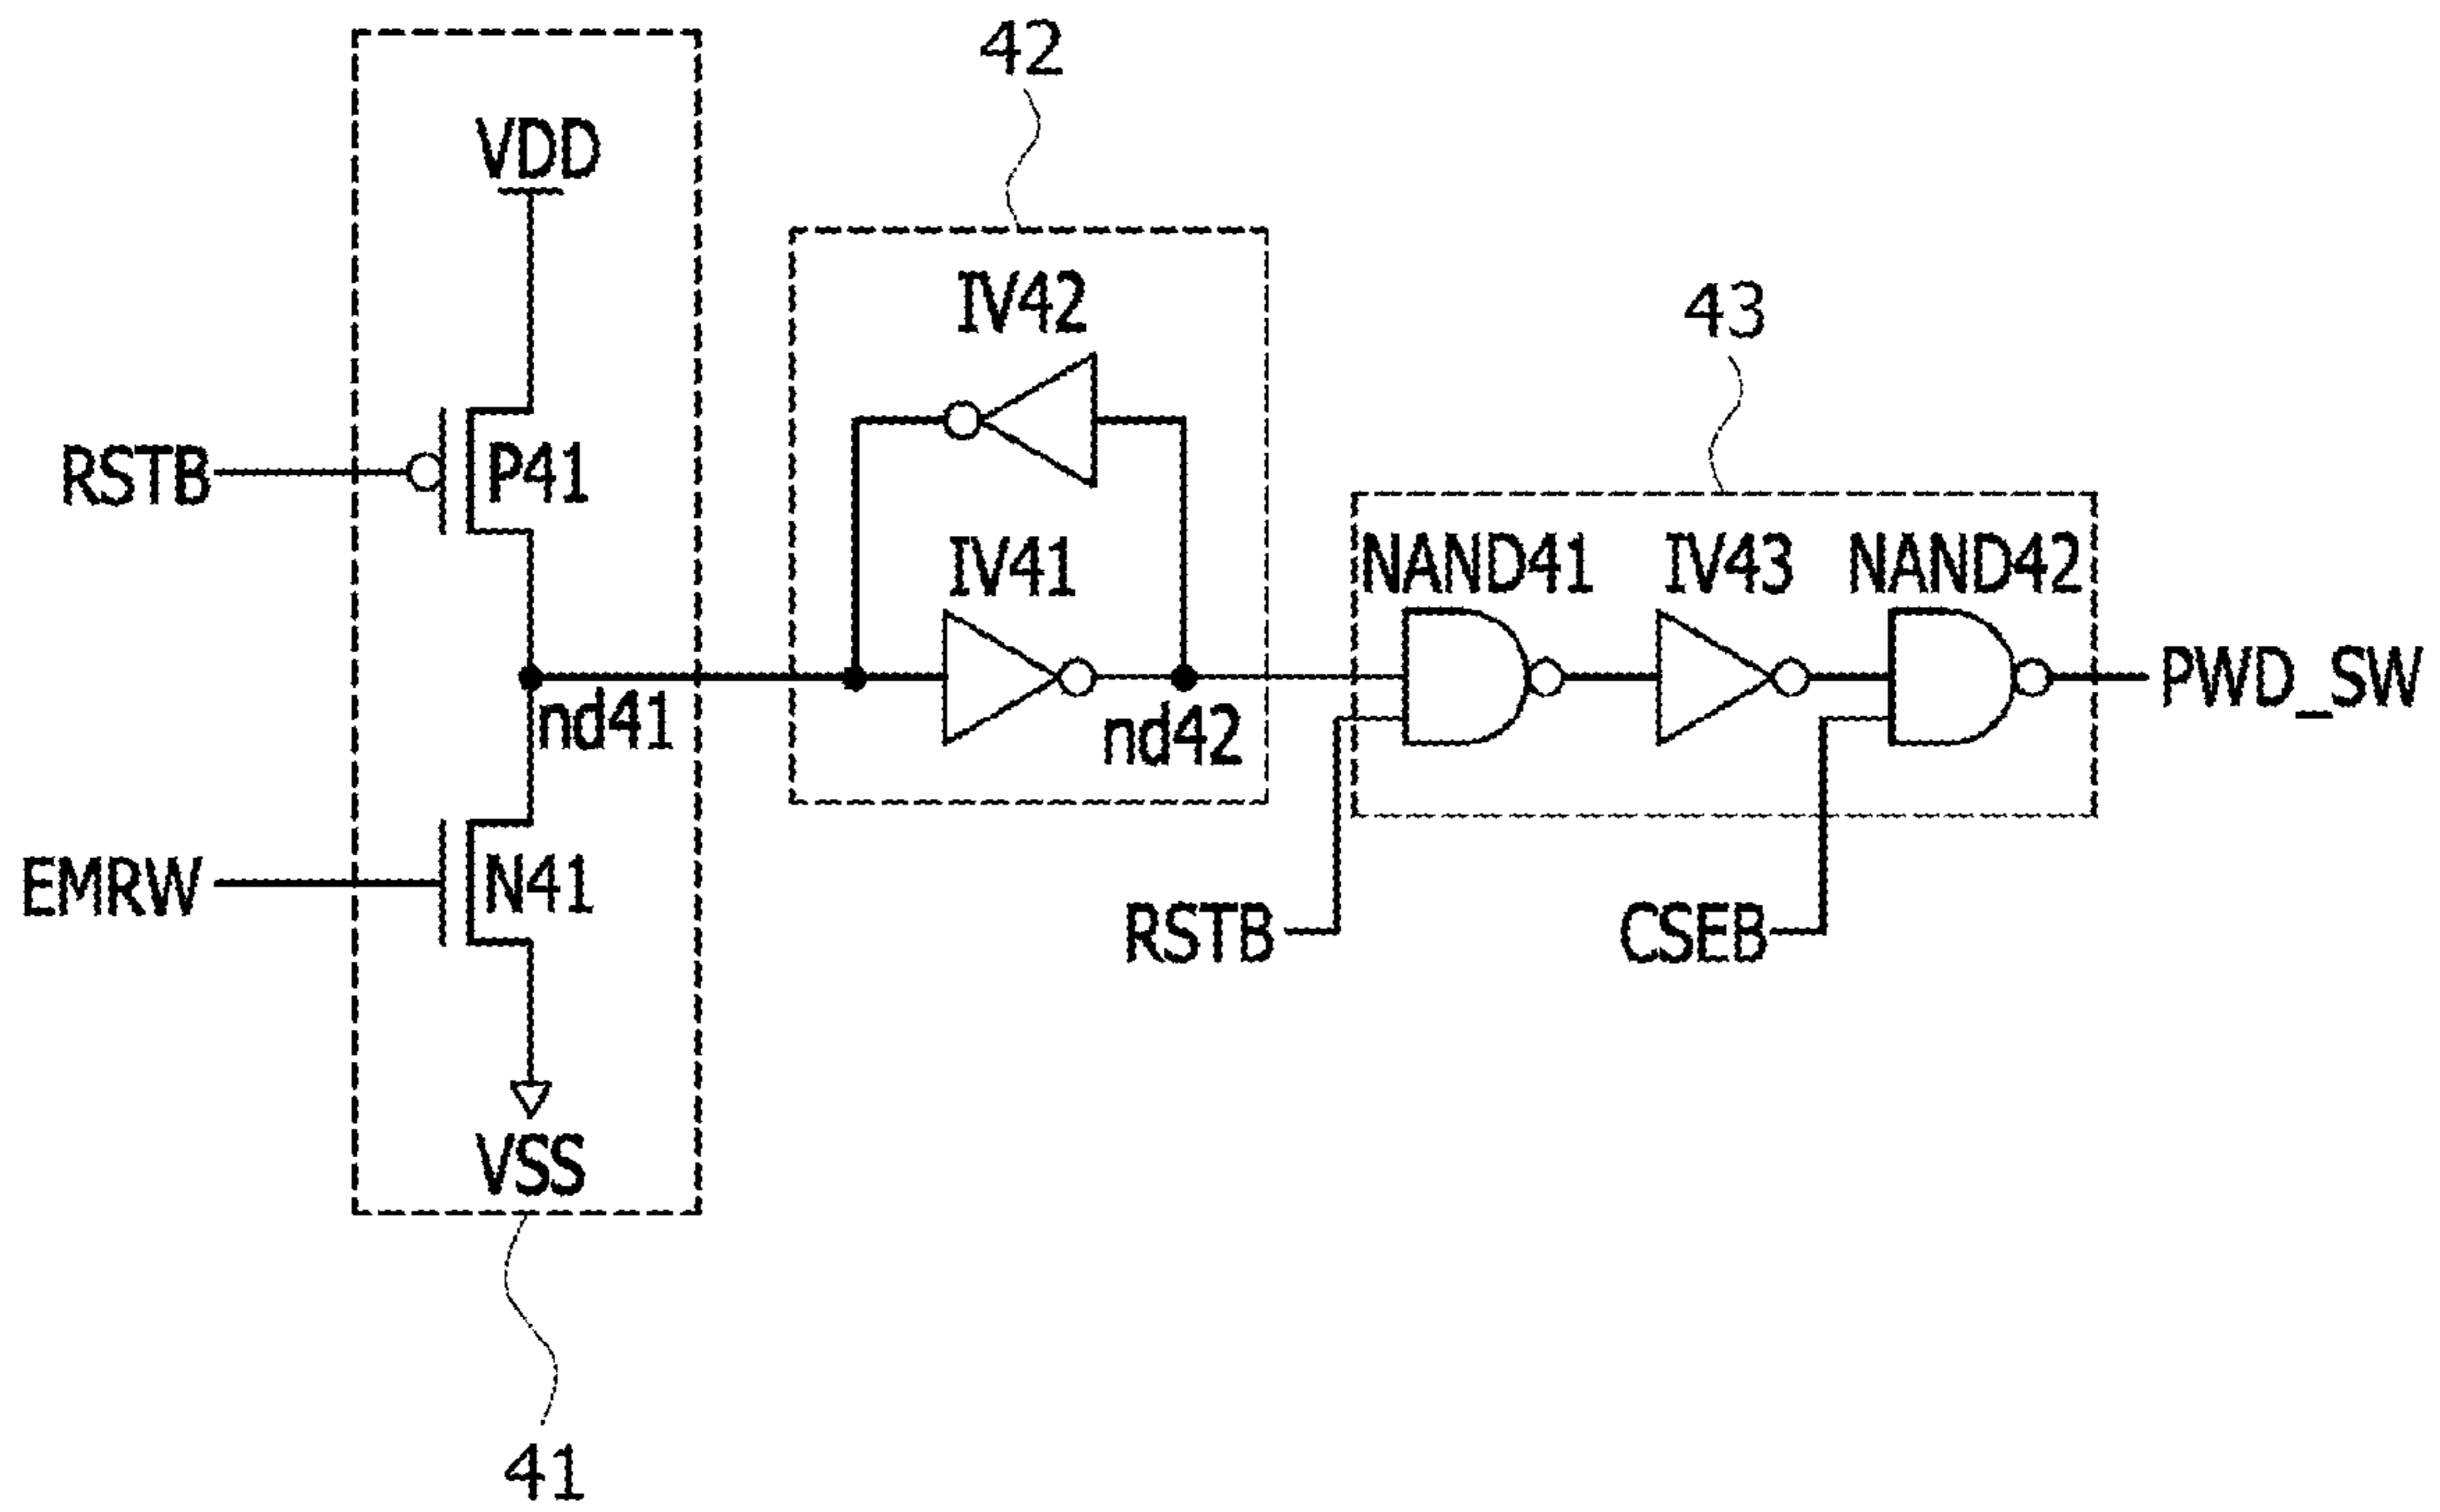 42
VDD
IV42
43
RSTB
P41
IV41
NAND41 IV43 NAND42
nd41
nd42
PWD_SW
EMRW
N41
RSTB
CSEB
VSS
41